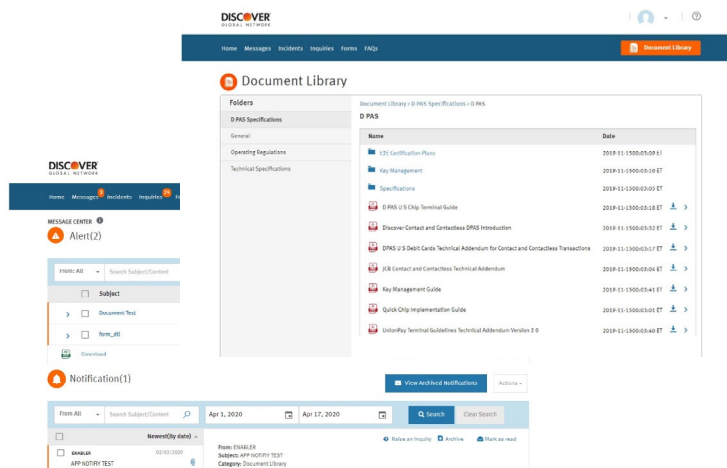 DISCOVER
GLOBAL NETWORK
Home Messages Incidents Inquiries Forms FAQs
Document Library
Document Library
Folders
D PAS Specifications
General
Operating Regulations
Technical Specifications
Document Library › D PAS Specifications › D PAS
D PAS
Name Date
E2E Certification Plans 2019-11-1500:03:09 ET
Key Management 2019-11-1500:03:10 ET
Specifications 2019-11-1500:03:03 ET
D PAS U S Chip Terminal Guide 2019-11-1500:03:18 ET
Discover Contact and Contactless DPAS Introduction 2019-11-1500:03:32 ET
DPAS U S Debit Cards Technical Addendum for Contact and Contactless Transactions 2019-11-1500:03:17 ET
JCB Contact and Contactless Technical Addendum 2019-11-1500:03:04 ET
Key Management Guide 2019-11-1500:03:41 ET
Quick Chip Implementation Guide 2019-11-1500:03:01 ET
UnionPay Terminal Guidelines Technical Addendum Version 2 0 2019-11-1500:03:40 ET
DISCOVER
GLOBAL NETWORK
Home Messages 3 Incidents Inquiries
MESSAGE CENTER
Alert(2)
From: All Search Subject/Content
Subject
Document Test
form_dtl
Download
Notification(1)
View Archived Notifications Actions
From All Search Subject/Content Apr 1, 2020 Apr 17, 2020 Search Clear Search
Newest(By date)
Raise an Inquiry Archive Mark as read
ENABLER 02/03/2020
APP NOTIFIY TEST
From: ENABLER
Subject: APP NOTIFIY TEST
Category: Document Library